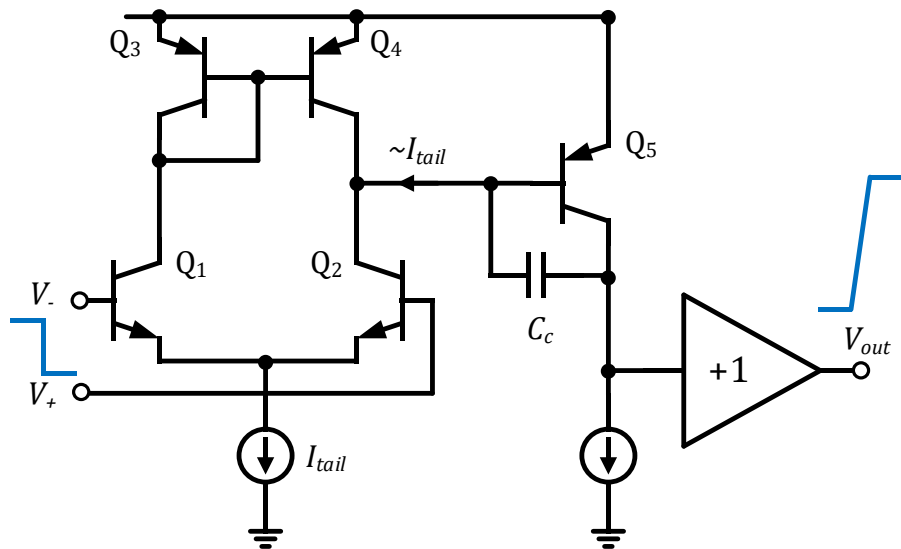 Q3
Q4
~Itail
Q5
Q1
Q2
V-
V+
Cc
Itail
+1
Vout